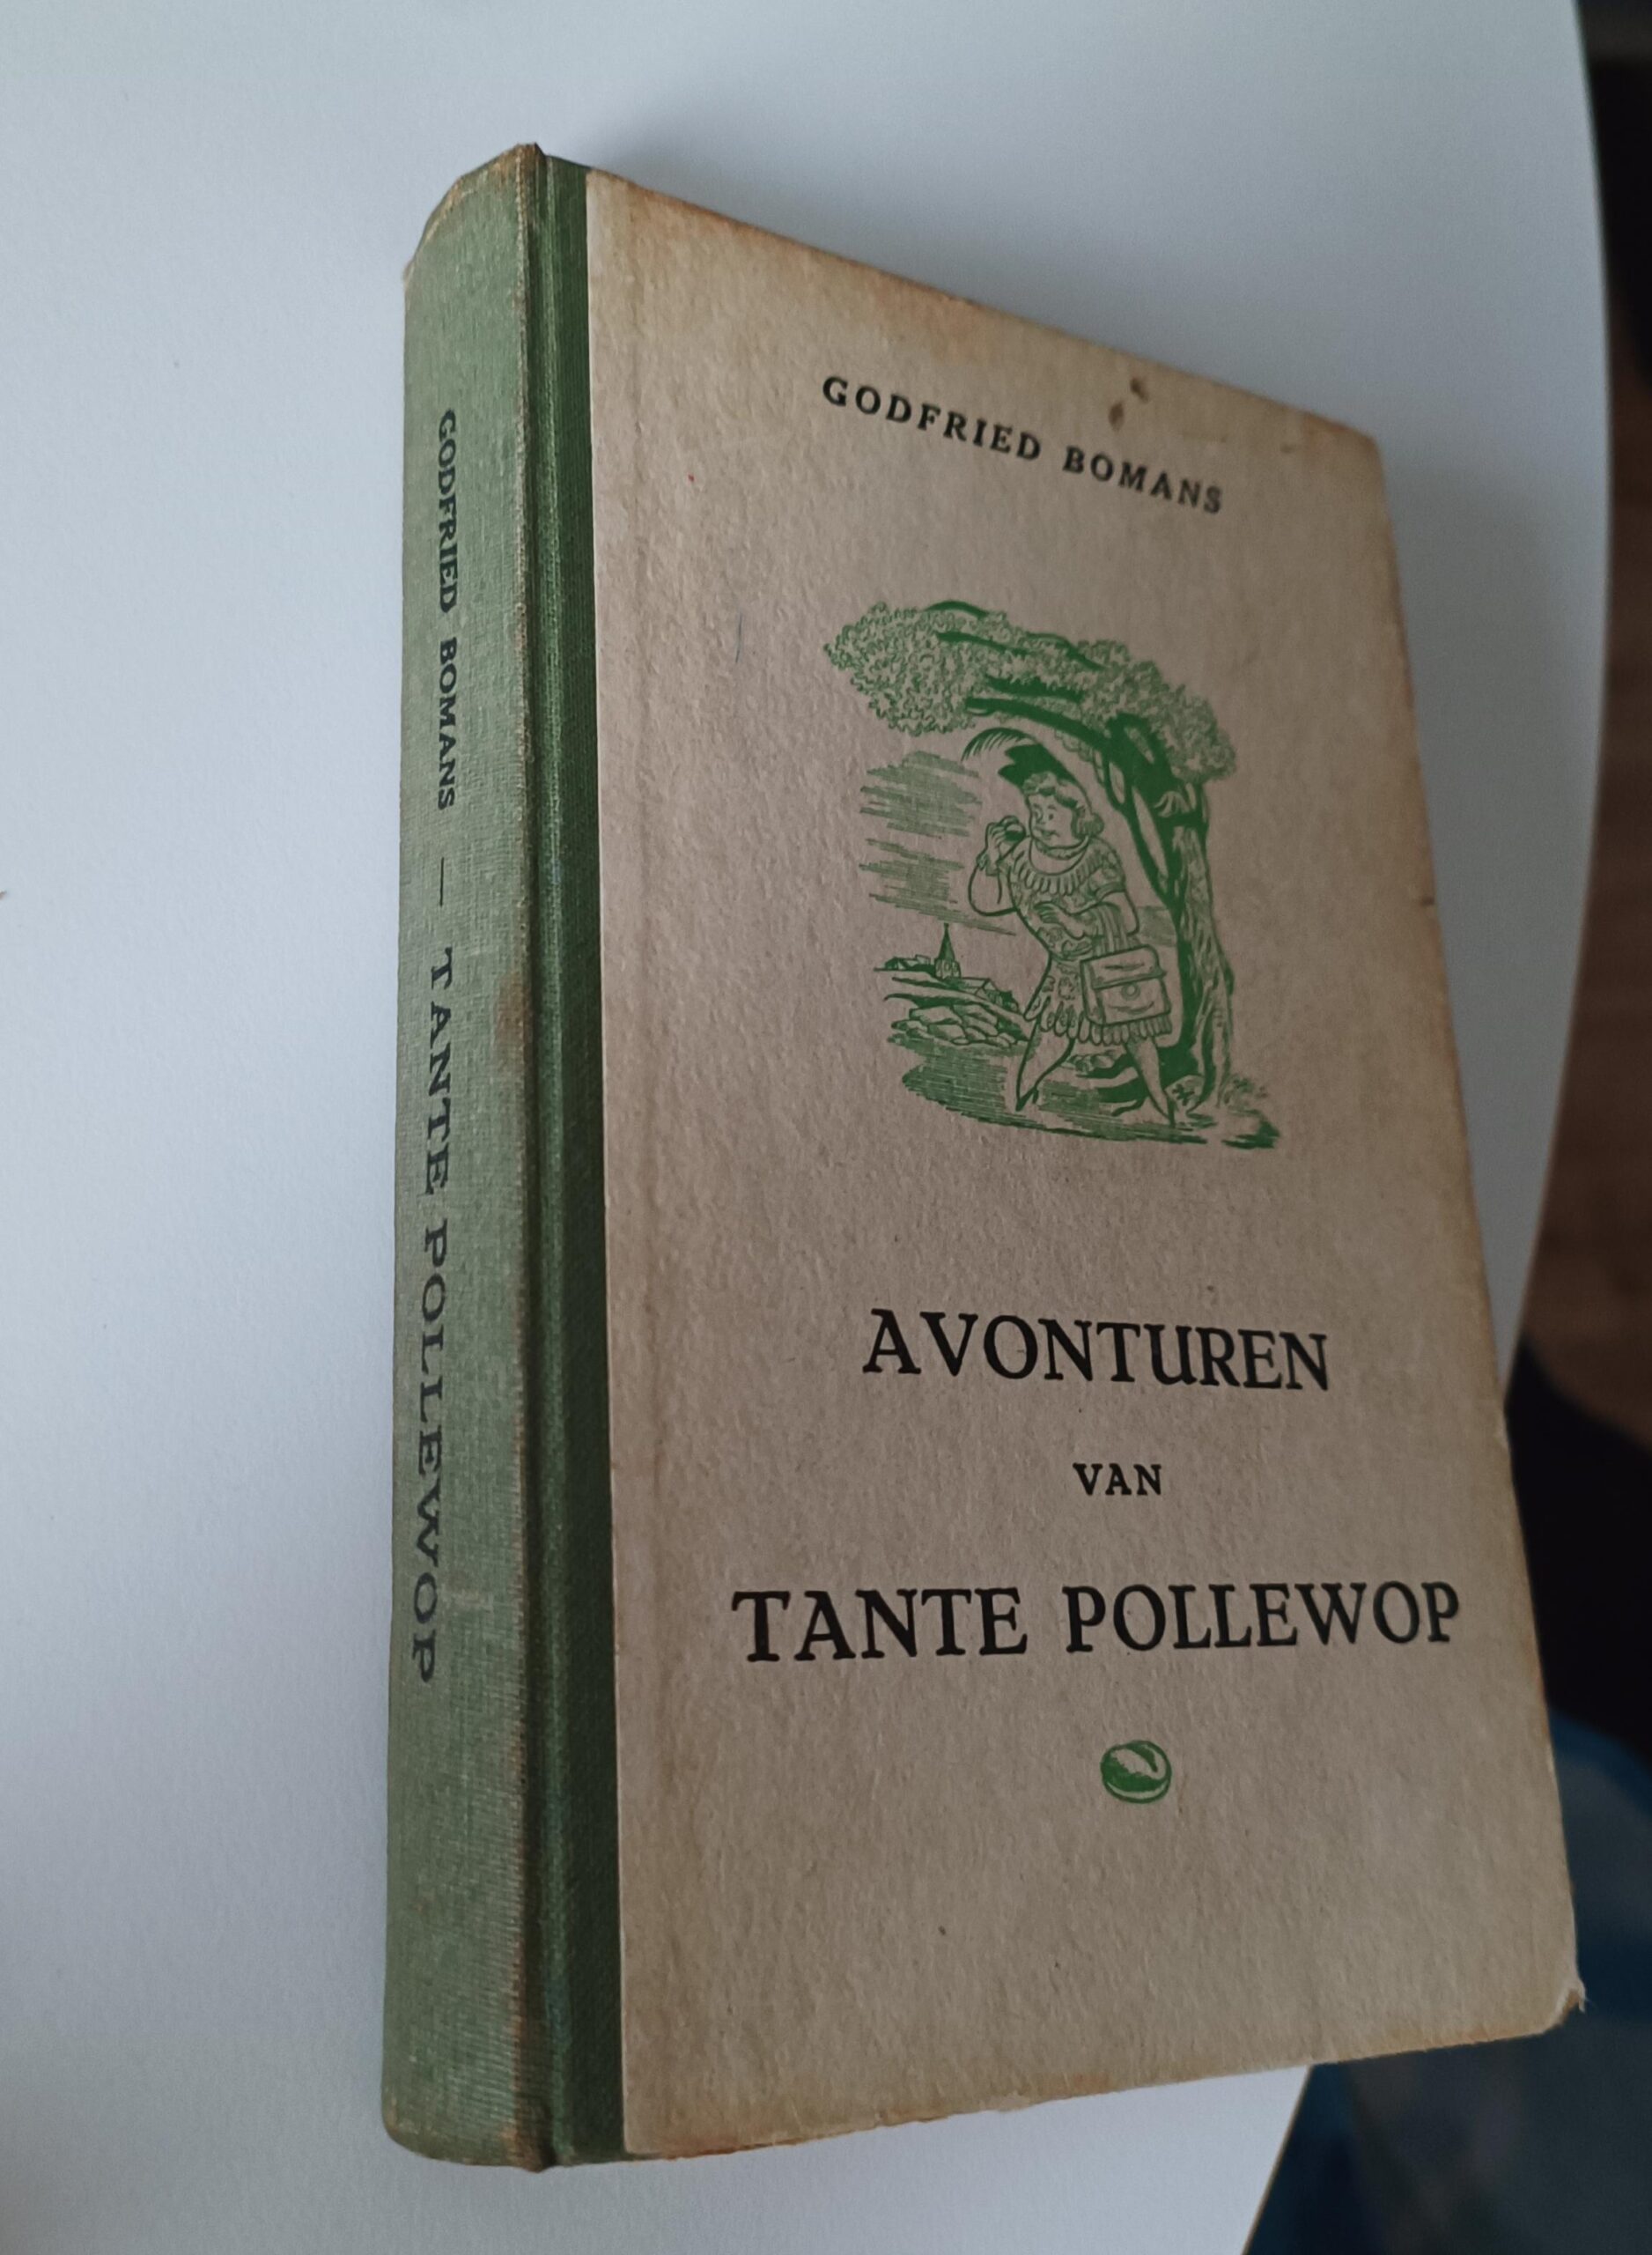 GODFRIED BOMANS — TANTE POLLEWOP
GODFRIED BOMANS
AVONTUREN
VAN
TANTE POLLEWOP